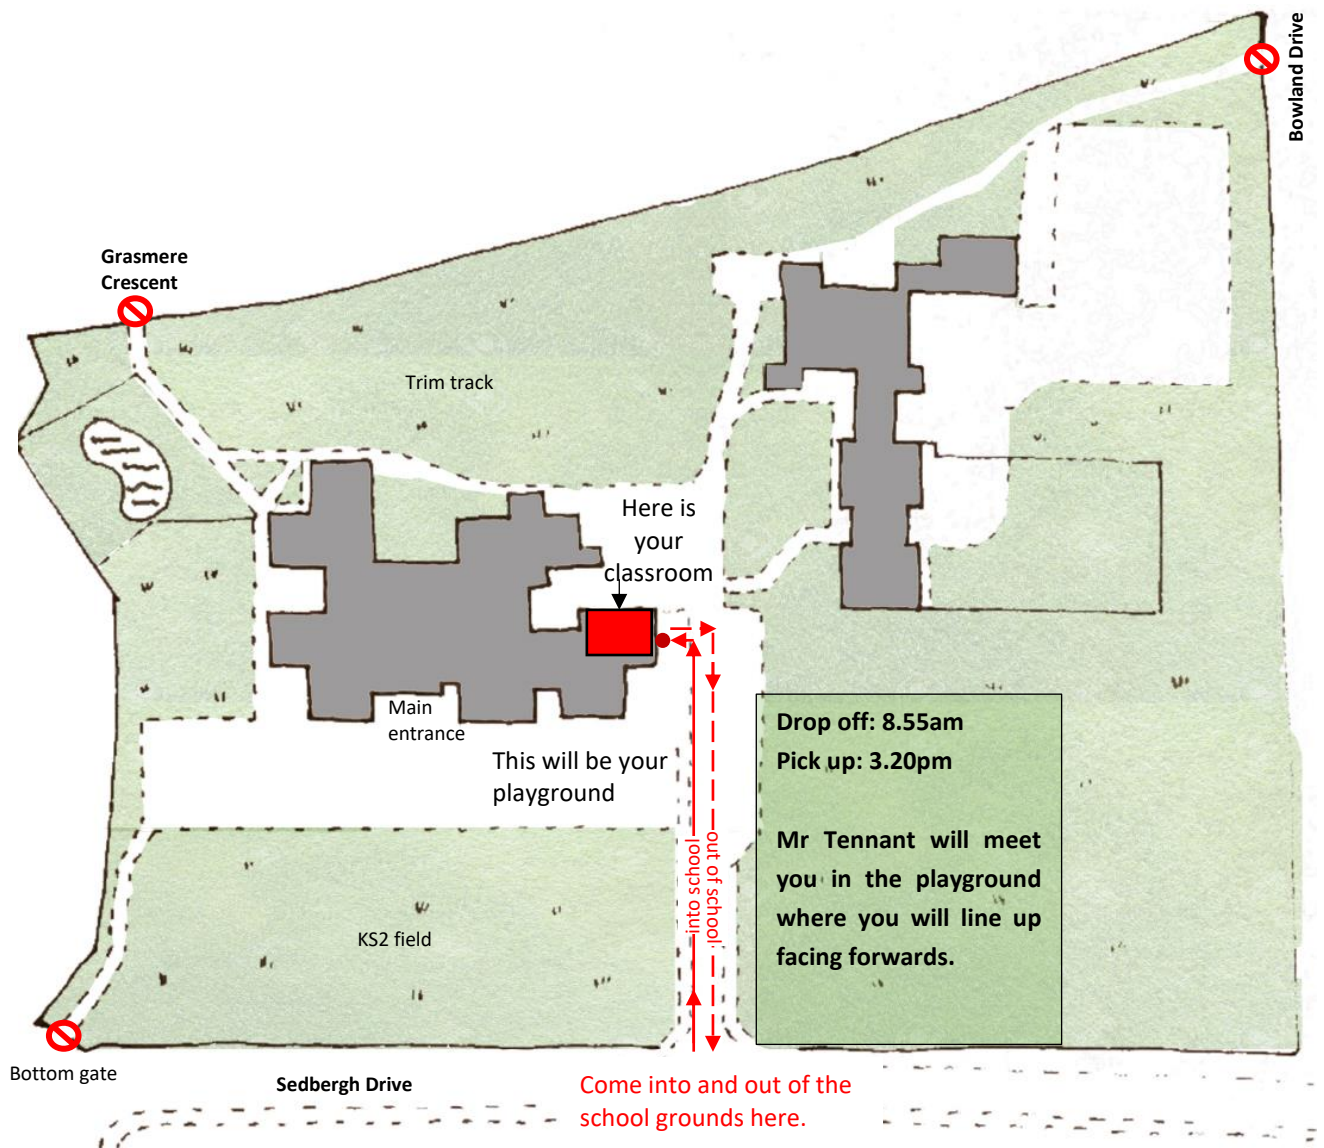 Bowland Drive
Grasmere
Crescent
Trim track
Here is
your
classroom
Main
entrance
This will be your
playground
Drop off: 8.55am
Pick up: 3.20pm
Mr Tennant will meet
you in the playground
where you will line up
facing forwards.
into school
out of school
KS2 field
Bottom gate
Sedbergh Drive
Come into and out of the
school grounds here.